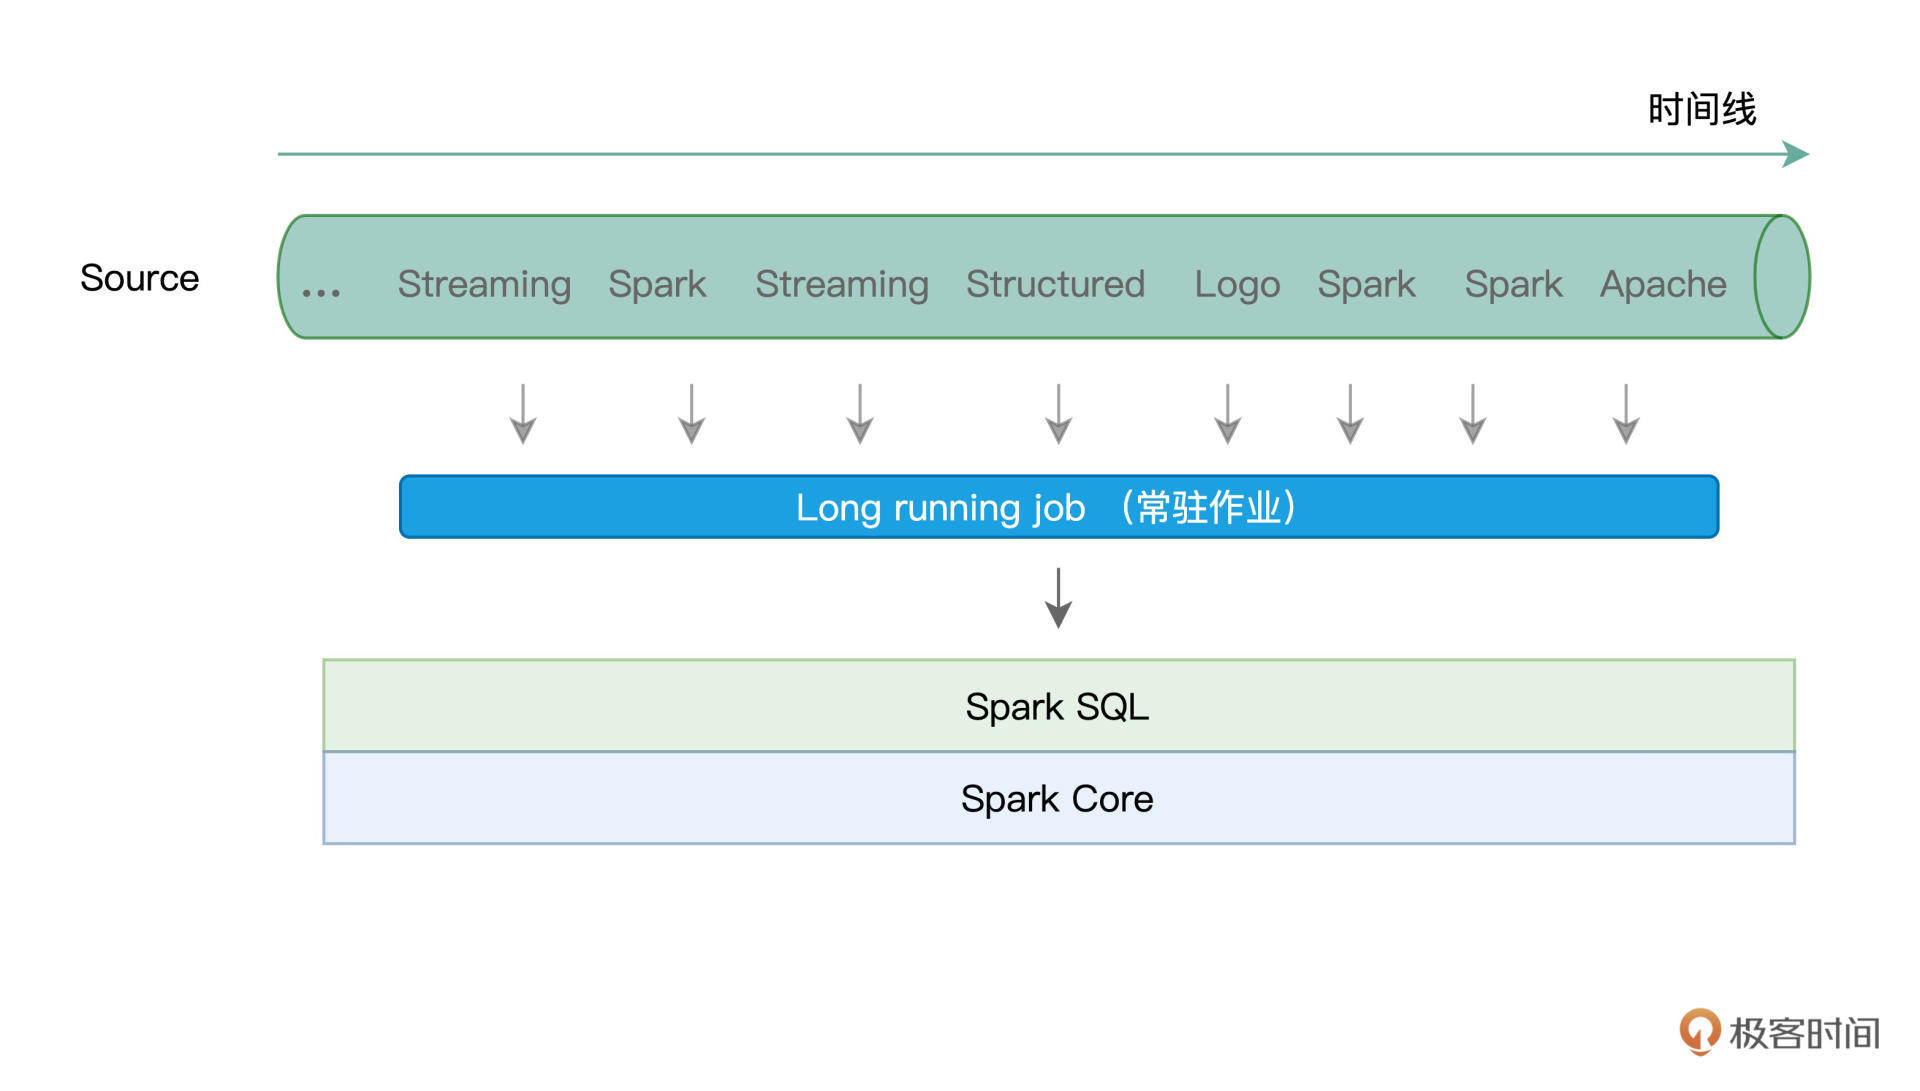 时间线
Source
... Streaming Spark Streaming Structured Logo Spark Spark Apache
Long running job （常驻作业）
Spark SQL
Spark Core
极客时间